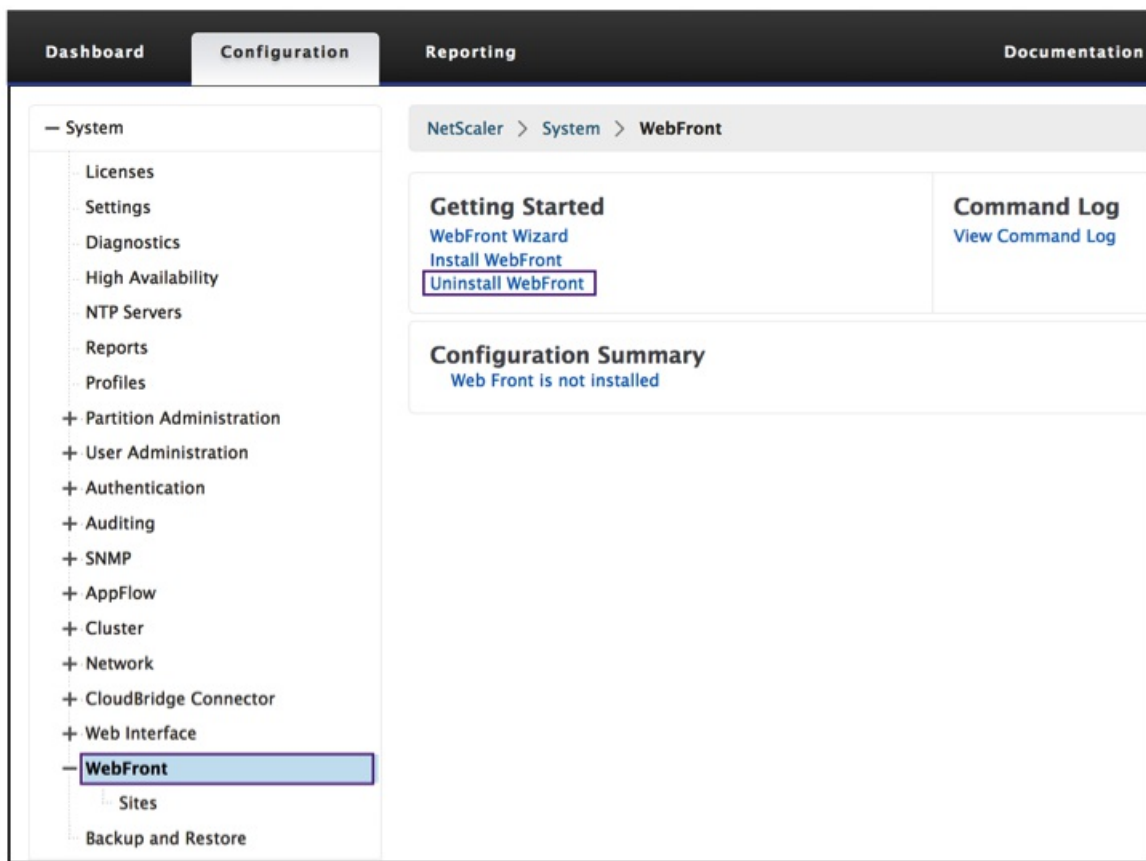 Dashboard
Configuration
Reporting
Documentation
System
Licenses
Settings
Diagnostics
High Availability
NTP Servers
Reports
Profiles
Partition Administration
User Administration
Authentication
Auditing
SNMP
AppFlow
Cluster
Network
CloudBridge Connector
Web Interface
WebFront
Sites
Backup and Restore
NetScaler > System > WebFront
Getting Started
WebFront Wizard
Install WebFront
Uninstall WebFront
Command Log
View Command Log
Configuration Summary
Web Front is not installed